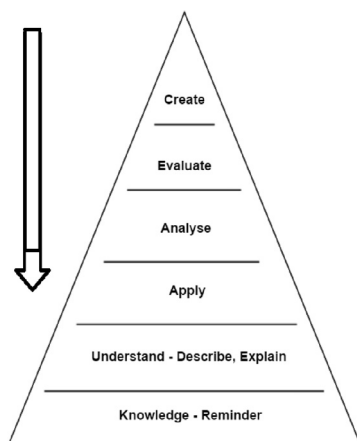 Create
Evaluate
Analyse
Apply
Understand - Describe, Explain
Knowledge - Reminder